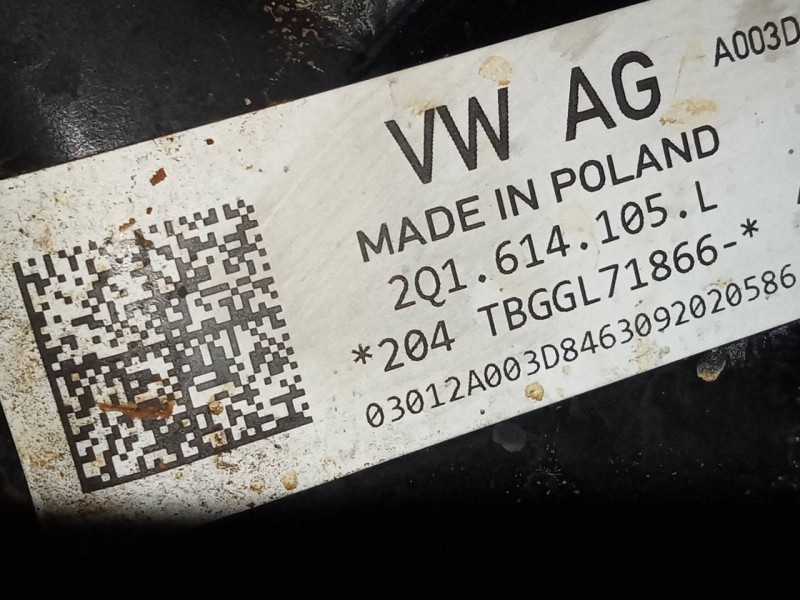 A003D
VW AG
MADE IN POLAND
2Q1.614.105.L
*204 TBGGL71866-*
03012A003D8463092020586